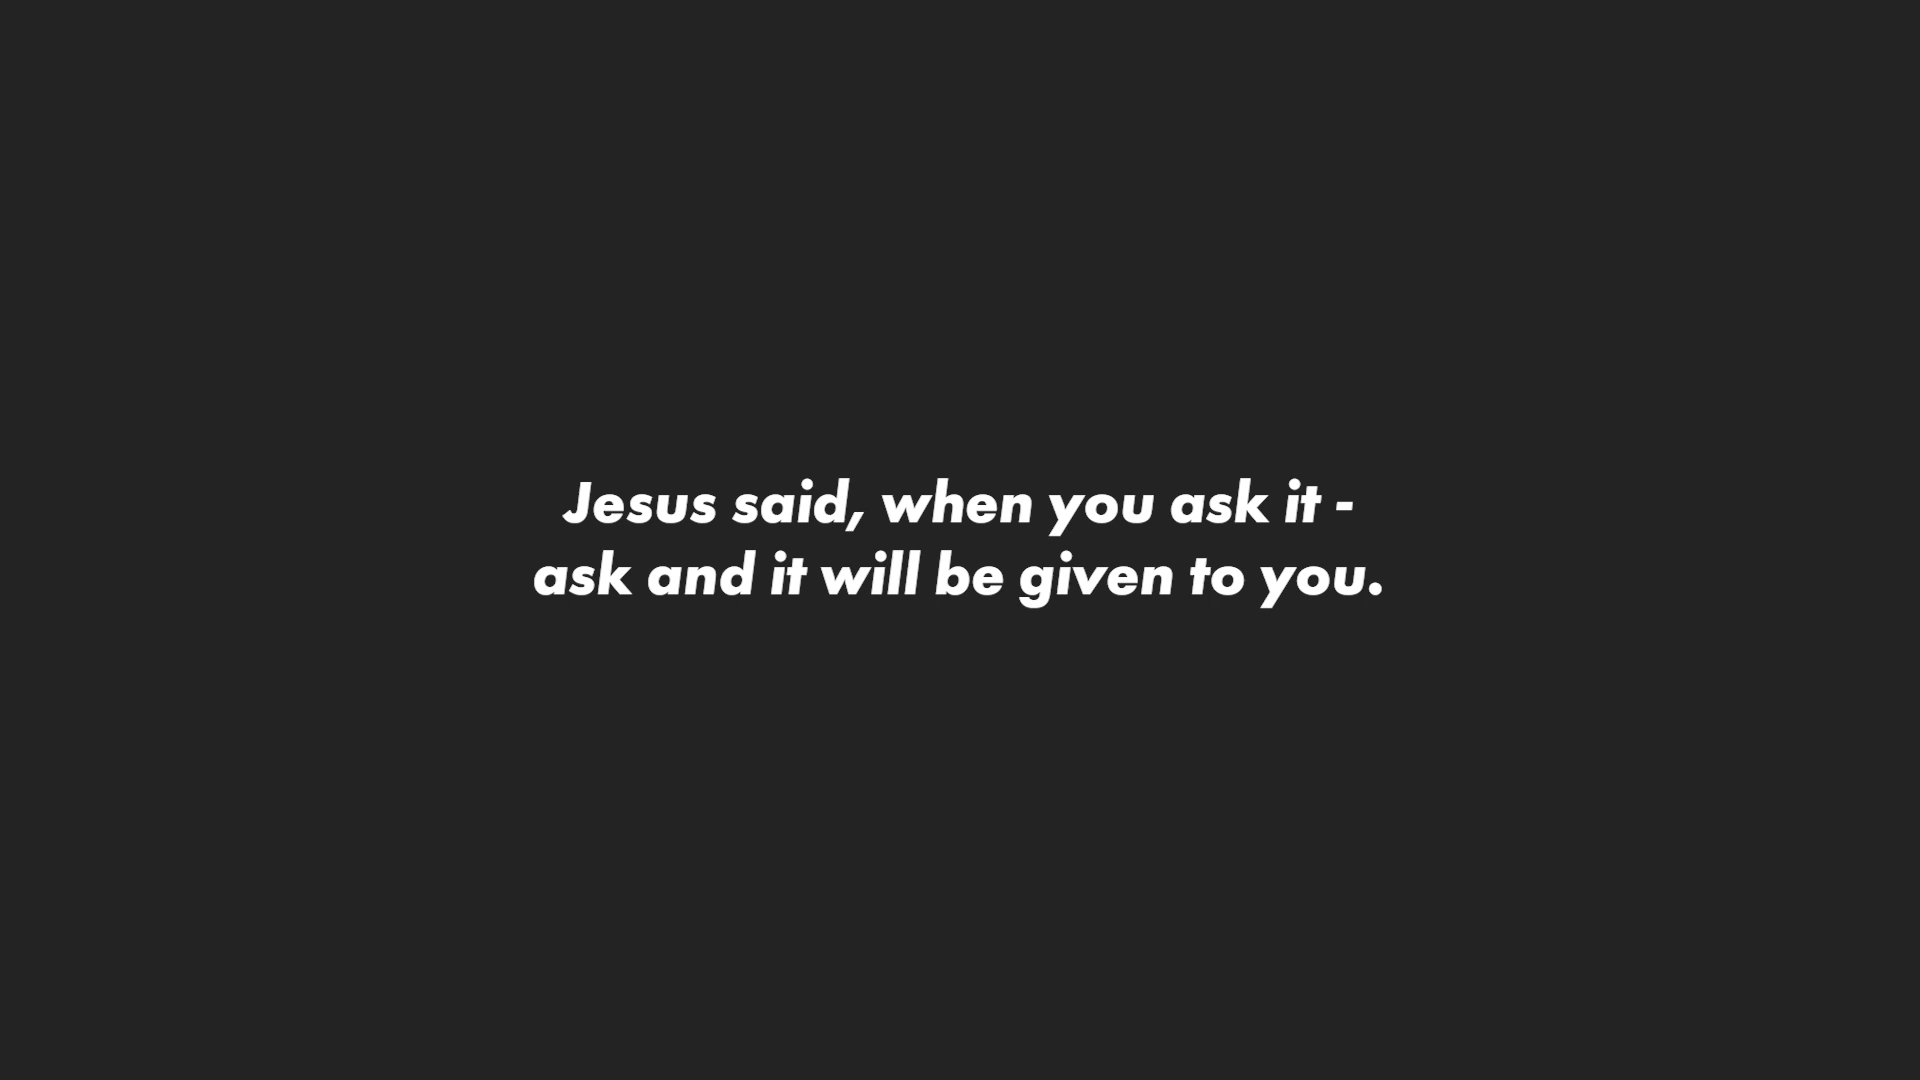 Jesus said, when you ask it -
ask and it will be given to you.